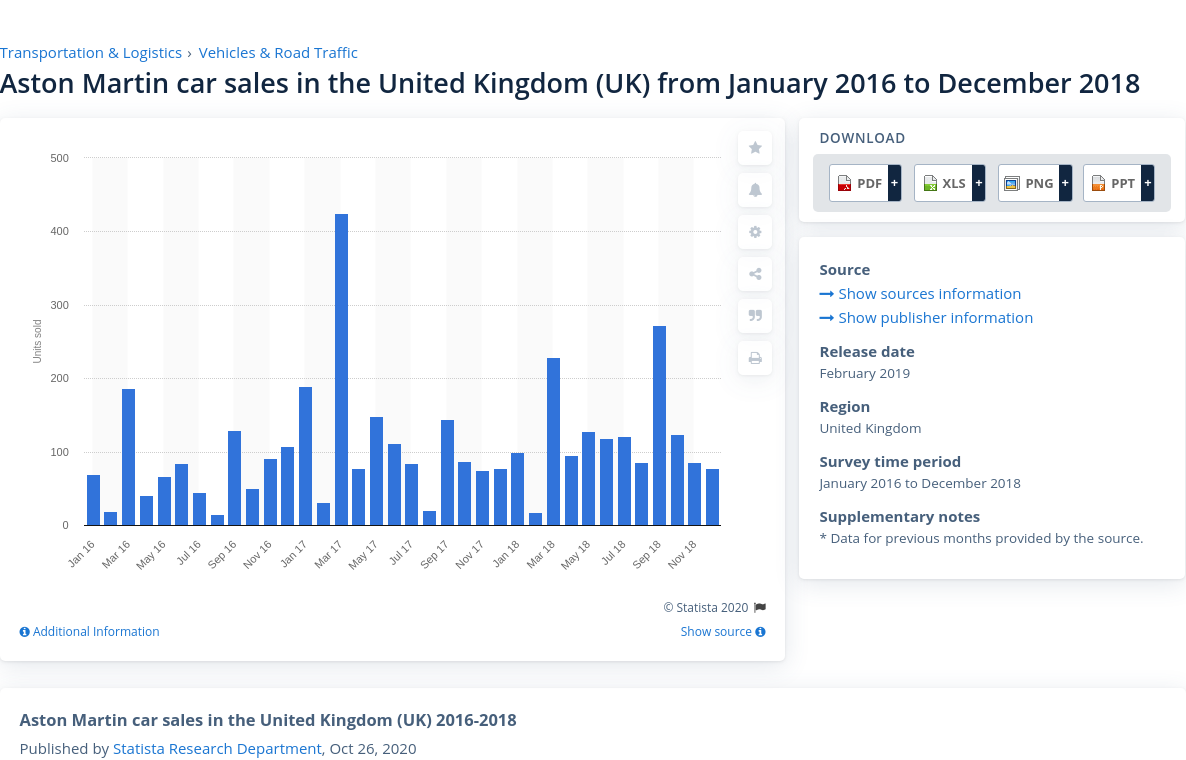 Transportation & Logistics › Vehicles & Road Traffic
Aston Martin car sales in the United Kingdom (UK) from January 2016 to December 2018
500
400
300
200
100
0
Units sold
Jan 16
Mar 16
May 16
Jul 16
Sep 16
Nov 16
Jan 17
Mar 17
May 17
Jul 17
Sep 17
Nov 17
Jan 18
Mar 18
May 18
Jul 18
Sep 18
Nov 18
© Statista 2020
Additional Information
Show source
DOWNLOAD
PDF + XLS + PNG + PPT +
Source
Show sources information
Show publisher information
Release date
February 2019
Region
United Kingdom
Survey time period
January 2016 to December 2018
Supplementary notes
* Data for previous months provided by the source.
Aston Martin car sales in the United Kingdom (UK) 2016-2018
Published by Statista Research Department, Oct 26, 2020